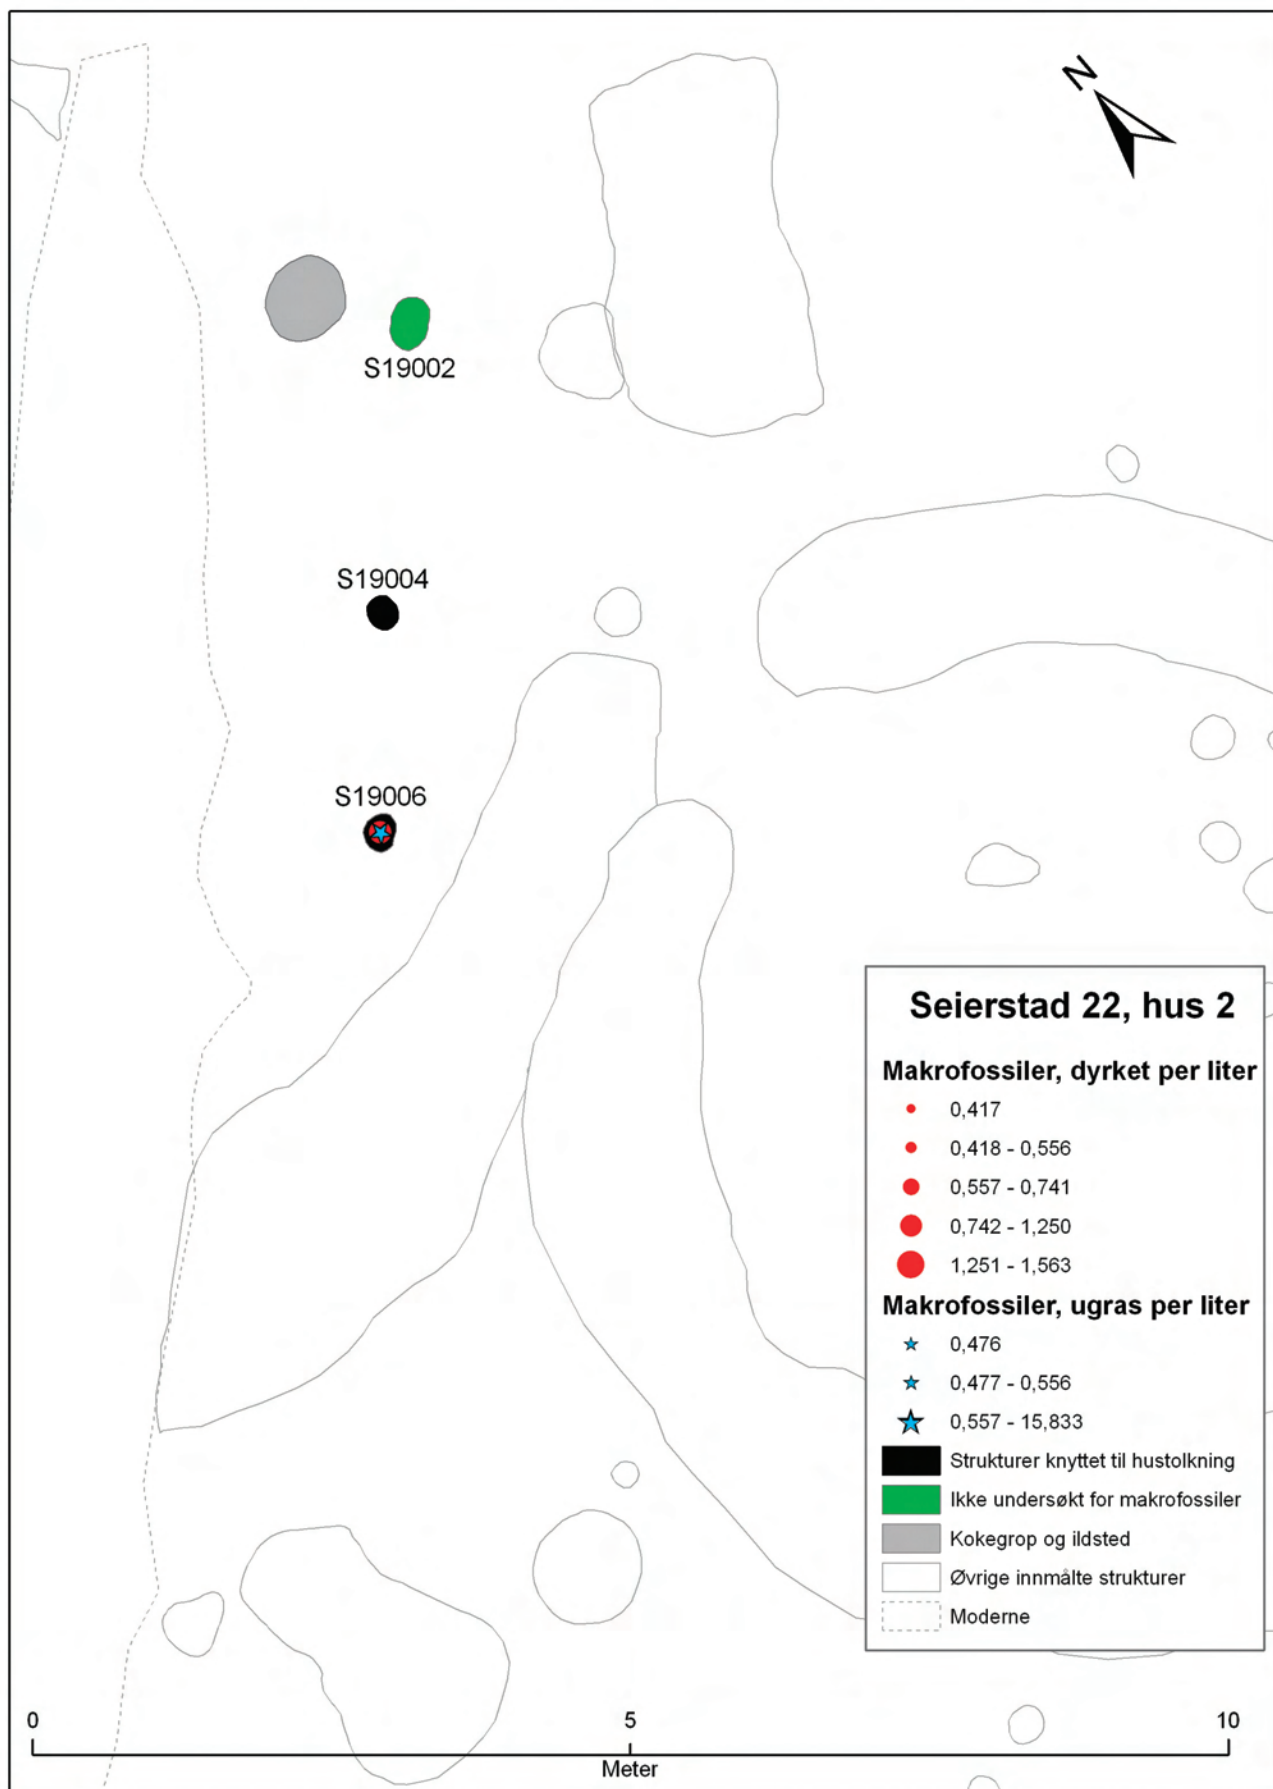 N
S19002
S19004
S19006
Seierstad 22, hus 2
Makrofossiler, dyrket per liter
0,417
0,418 - 0,556
0,557 - 0,741
0,742 - 1,250
1,251 - 1,563
Makrofossiler, ugras per liter
0,476
0,477 - 0,556
0,557 - 15,833
Strukturer knyttet til hustolkning
Ikke undersøkt for makrofossiler
Kokegrop og ildsted
Øvrige innmålte strukturer
Moderne
0 5 10
Meter